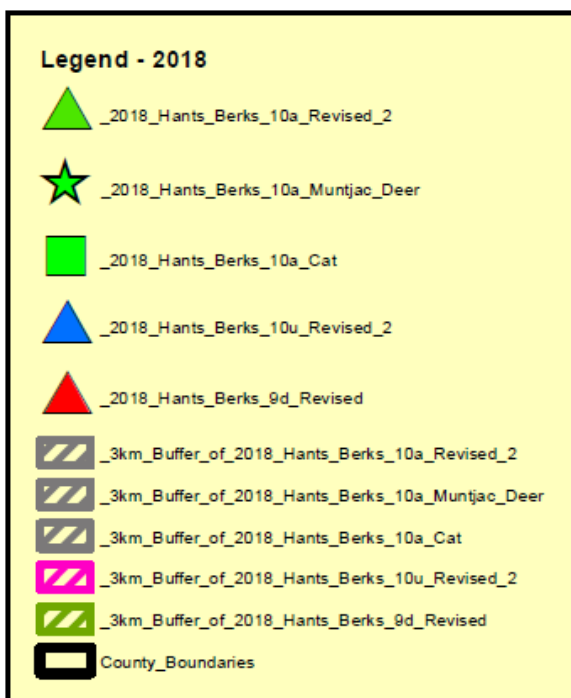 Legend - 2018
_2018_Hants_Berks_10a_Revised_2
_2018_Hants_Berks_10a_Muntjac_Deer
_2018_Hants_Berks_10a_Cat
_2018_Hants_Berks_10u_Revised_2
_2018_Hants_Berks_9d_Revised
_3km_Buffer_of_2018_Hants_Berks_10a_Revised_2
_3km_Buffer_of_2018_Hants_Berks_10a_Muntjac_Deer
_3km_Buffer_of_2018_Hants_Berks_10a_Cat
_3km_Buffer_of_2018_Hants_Berks_10u_Revised_2
_3km_Buffer_of_2018_Hants_Berks_9d_Revised
County_Boundaries